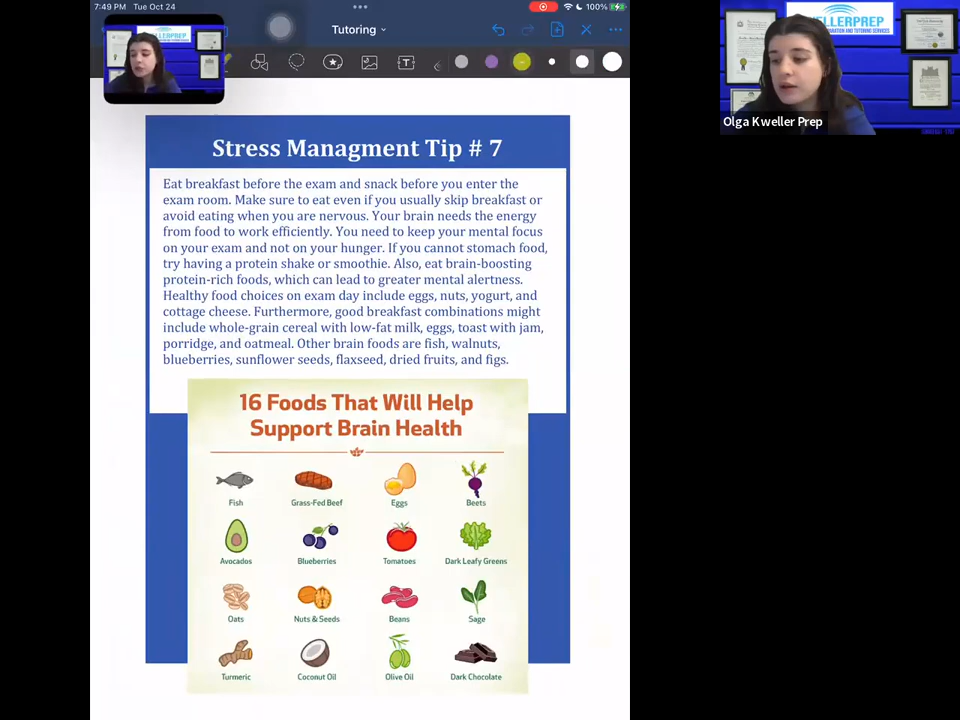 7:49 PM Tue Oct 24
100%
Tutoring
KELLERPREP
Olga Kweller Prep
Stress Managment Tip # 7
Eat breakfast before the exam and snack before you enter the
exam room. Make sure to eat even if you usually skip breakfast or
avoid eating when you are nervous. Your brain needs the energy
from food to work efficiently. You need to keep your mental focus
on your exam and not on your hunger. If you cannot stomach food,
try having a protein shake or smoothie. Also, eat brain-boosting
protein-rich foods, which can lead to greater mental alertness.
Healthy food choices on exam day include eggs, nuts, yogurt, and
cottage cheese. Furthermore, good breakfast combinations might
include whole-grain cereal with low-fat milk, eggs, toast with jam,
porridge, and oatmeal. Other brain foods are fish, walnuts,
blueberries, sunflower seeds, flaxseed, dried fruits, and figs.
16 Foods That Will Help
Support Brain Health
Fish Grass-Fed Beef Eggs Beets
Avocados Blueberries Tomatoes Dark Leafy Greens
Oats Nuts & Seeds Beans Sage
Turmeric Coconut Oil Olive Oil Dark Chocolate